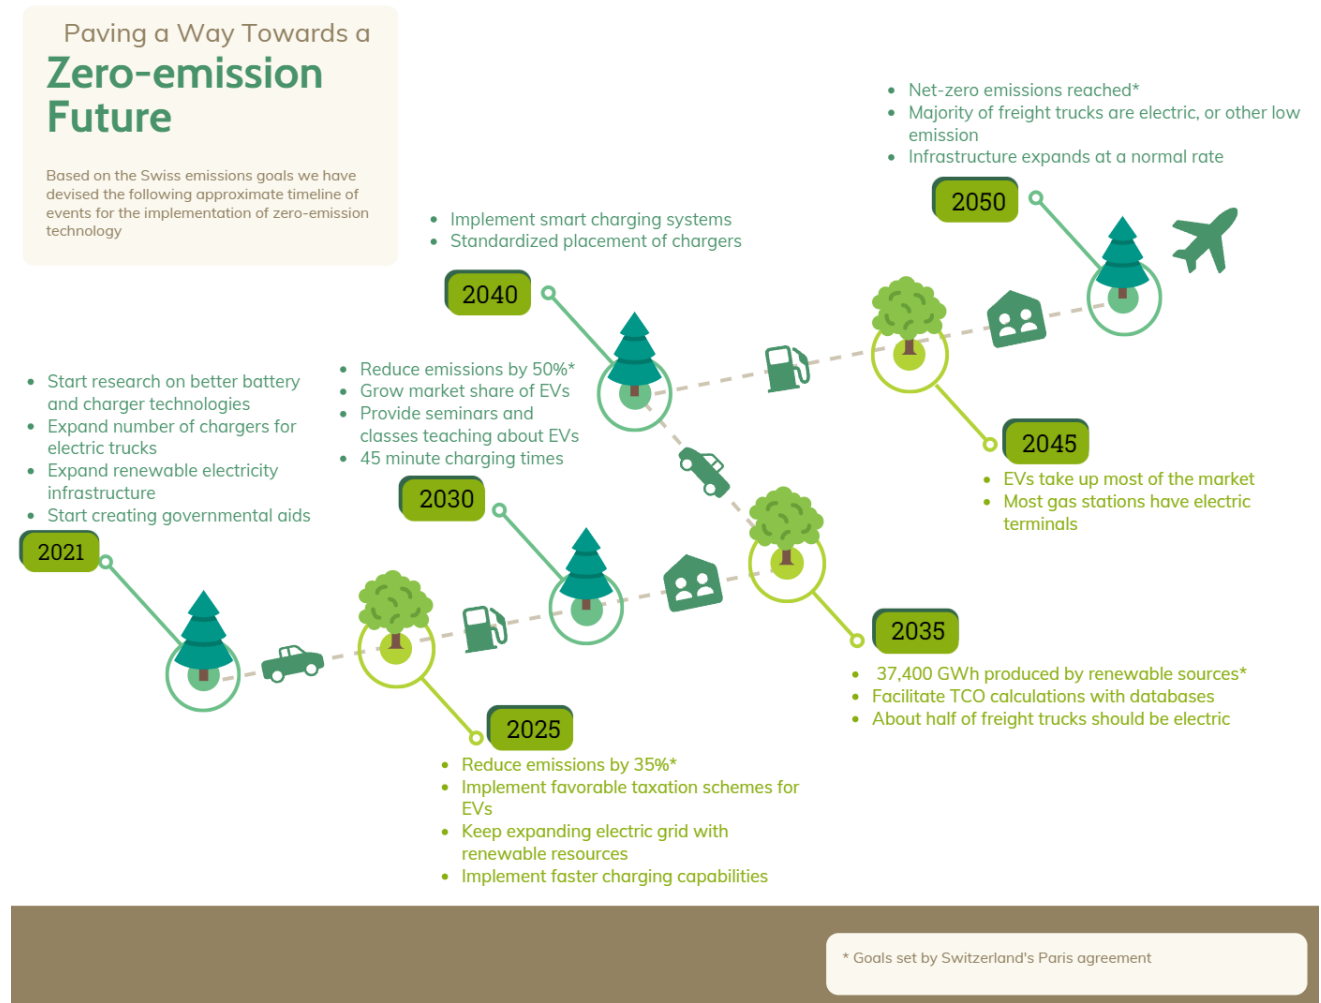 Paving a Way Towards a
Zero-emission
Future
Based on the Swiss emissions goals we have
devised the following approximate timeline of
events for the implementation of zero-emission
technology
• Start research on better battery
and charger technologies
• Expand number of chargers for
electric trucks
• Expand renewable electricity
infrastructure
• Start creating governmental aids
2021
2025
• Reduce emissions by 35%*
• Implement favorable taxation schemes for
EVs
• Keep expanding electric grid with
renewable resources
• Implement faster charging capabilities
• Reduce emissions by 50%*
• Grow market share of EVs
• Provide seminars and
classes teaching about EVs
• 45 minute charging times
2030
2035
• 37,400 GWh produced by renewable sources*
• Facilitate TCO calculations with databases
• About half of freight trucks should be electric
• Implement smart charging systems
• Standardized placement of chargers
2040
2045
• EVs take up most of the market
• Most gas stations have electric
terminals
• Net-zero emissions reached*
• Majority of freight trucks are electric, or other low
emission
• Infrastructure expands at a normal rate
2050
* Goals set by Switzerland's Paris agreement